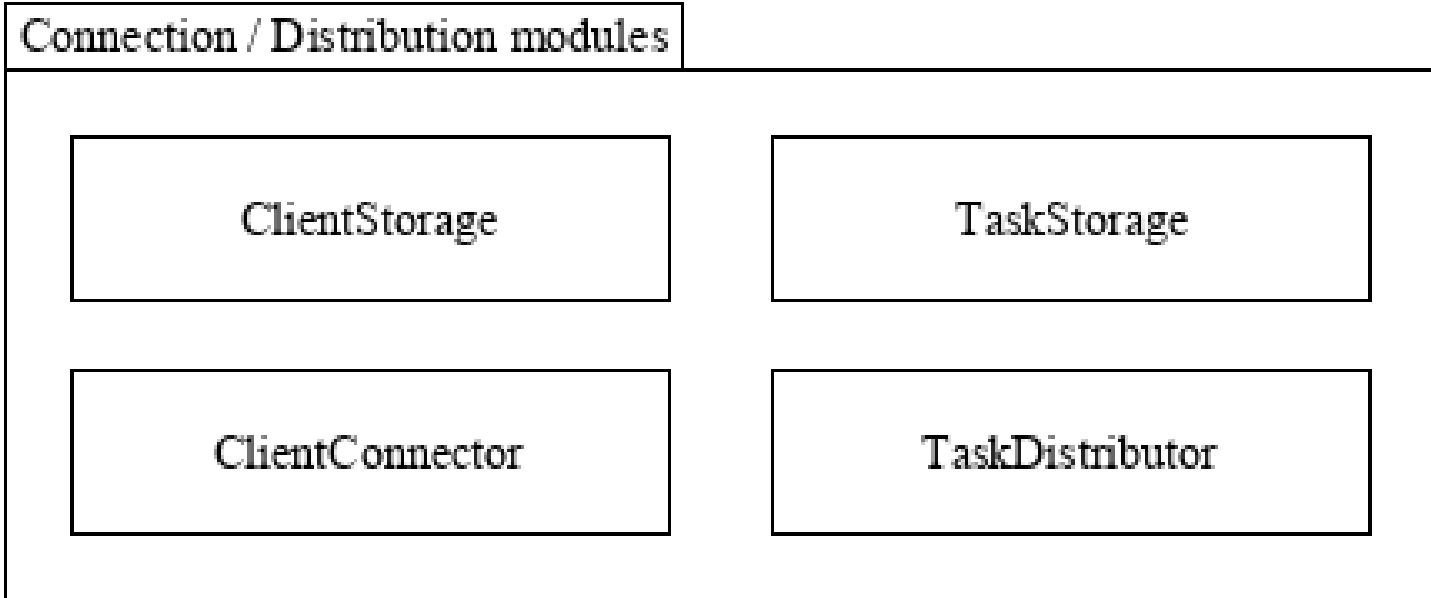 Connection / Distribution modules
ClientStorage
TaskStorage
ClientConnector
TaskDistributor